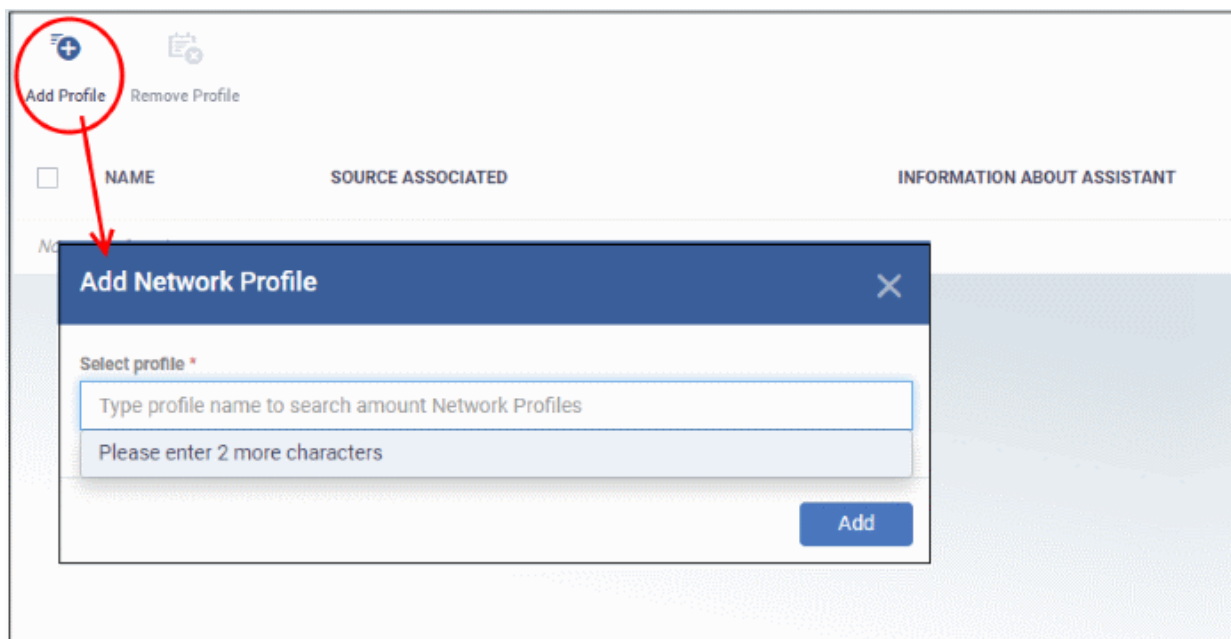 Add Profile Remove Profile
NAME SOURCE ASSOCIATED INFORMATION ABOUT ASSISTANT
Add Network Profile
Select profile *
Type profile name to search amount Network Profiles
Please enter 2 more characters
Add